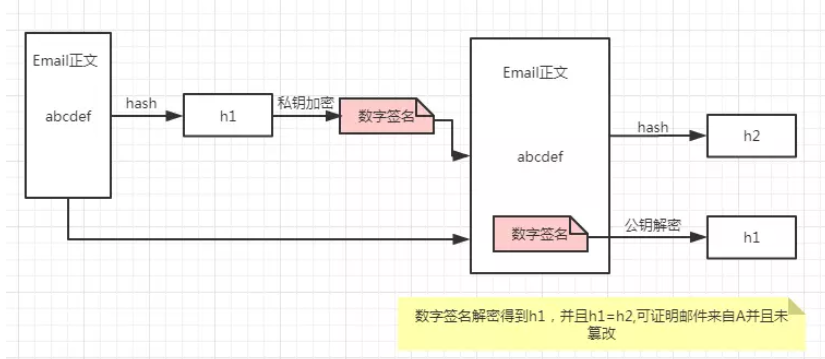 Email正文
abcdef
hash
h1
私钥加密
数字签名
Email正文
abcdef
数字签名
hash
h2
公钥解密
h1
数字签名解密得到h1，并且h1=h2,可证明邮件来自A并且未
篡改